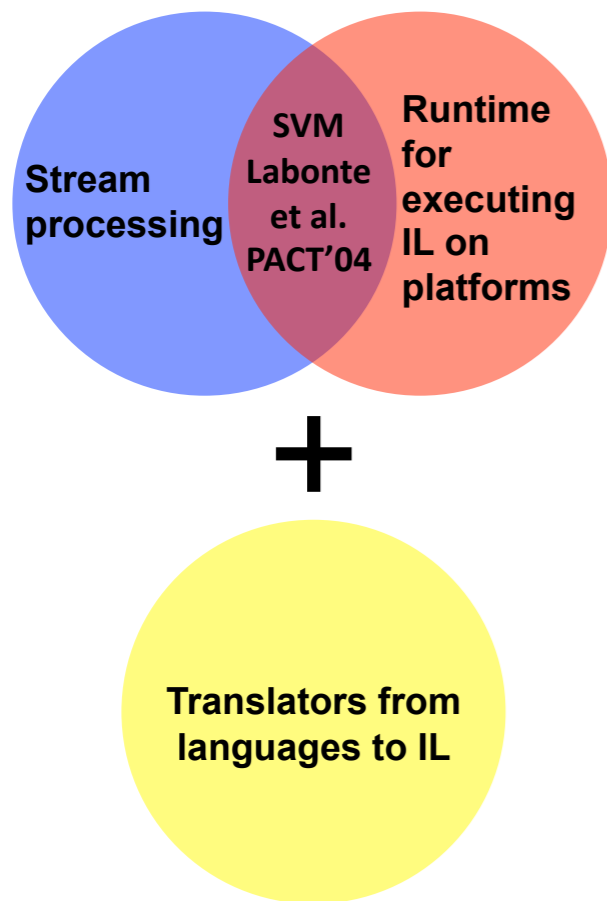 Stream
processing
SVM
Labonte
et al.
PACT’04
Runtime
for
executing
IL on
platforms
+
Translators from
languages to IL